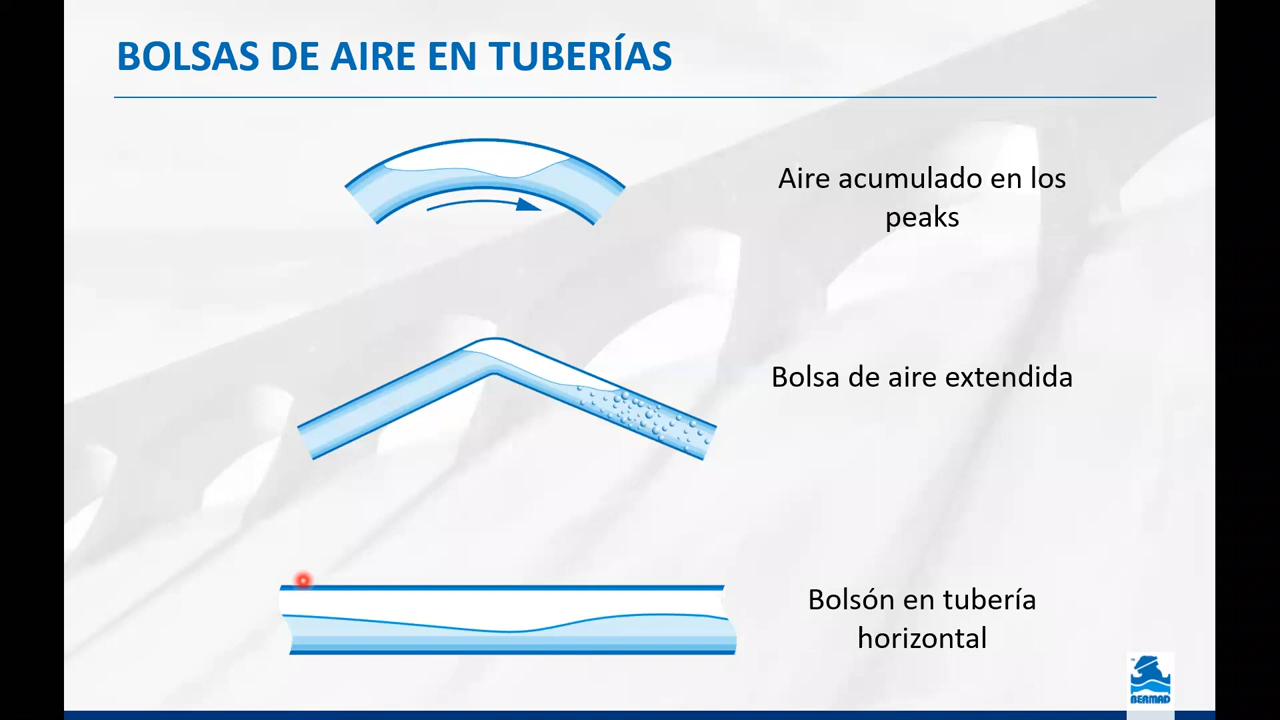 BOLSAS DE AIRE EN TUBERÍAS
Aire acumulado en los
peaks
Bolsa de aire extendida
Bolsón en tubería
horizontal
BERMAD